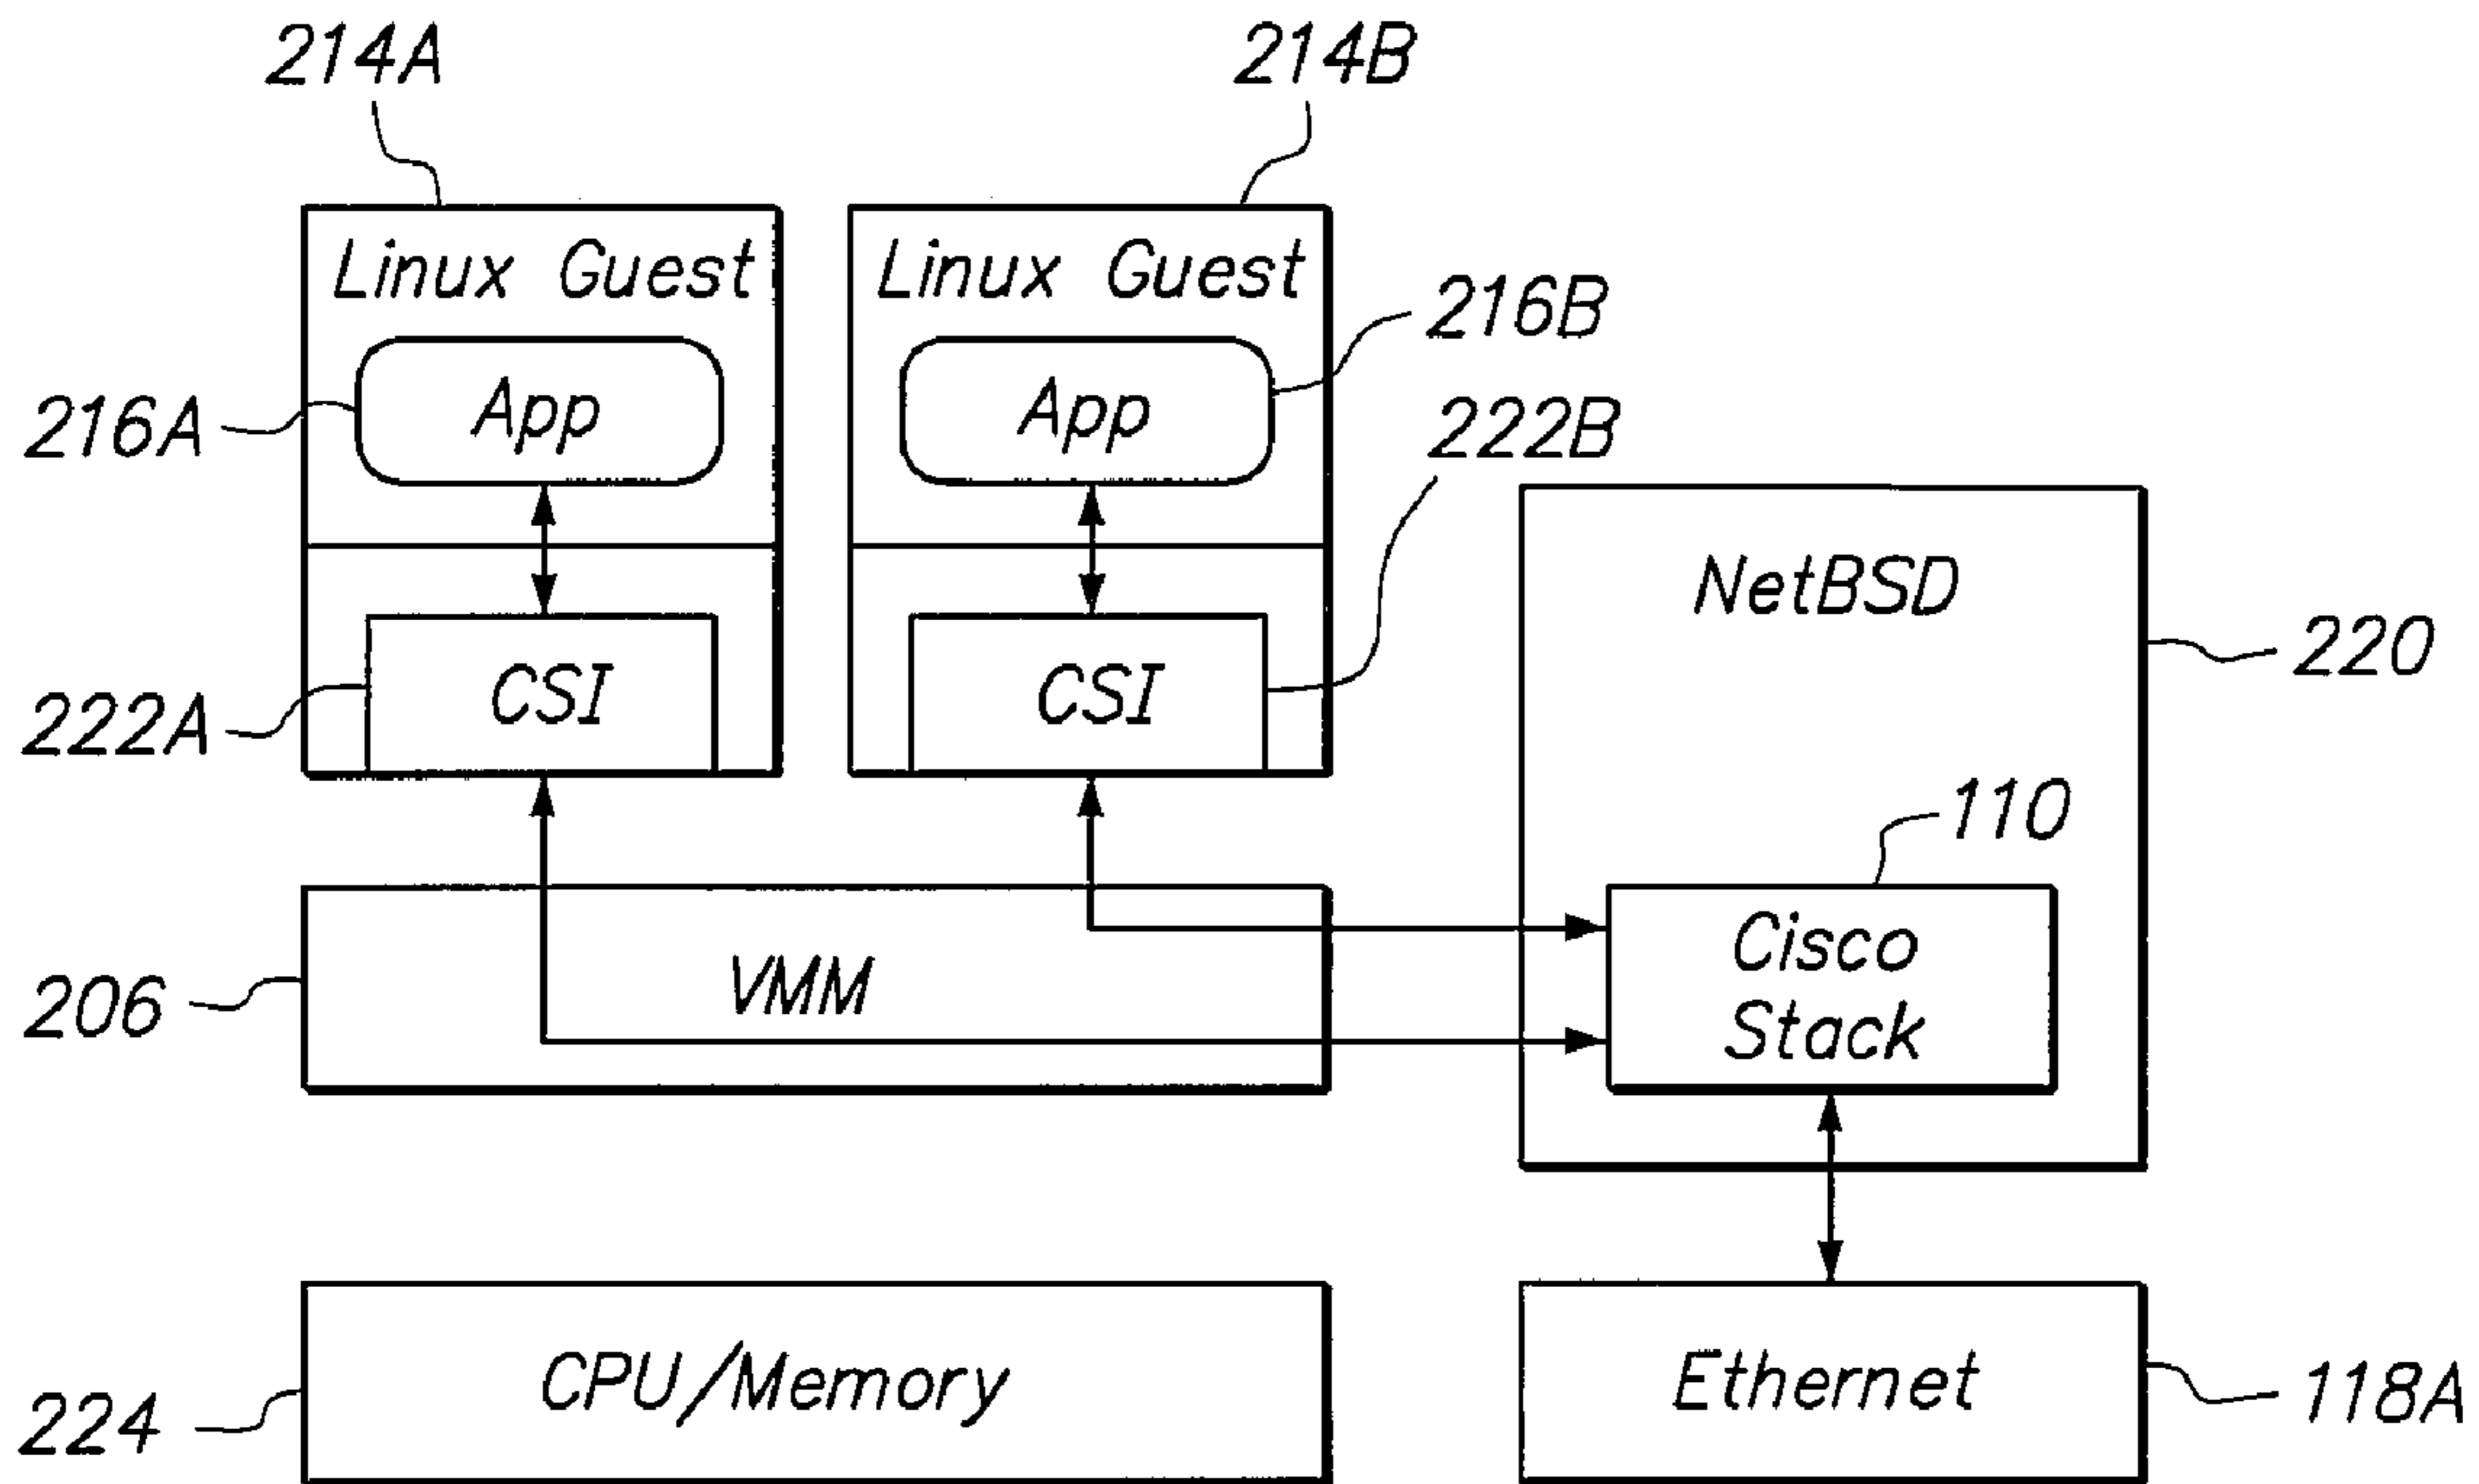 214A
214B
Linux Guest
Linux Guest
216B
App
App
216A
222B
NetBSD
220
CSI
CSI
222A
110
Cisco
Stack
VMM
206
CPU/Memory
Ethernet
224
118A